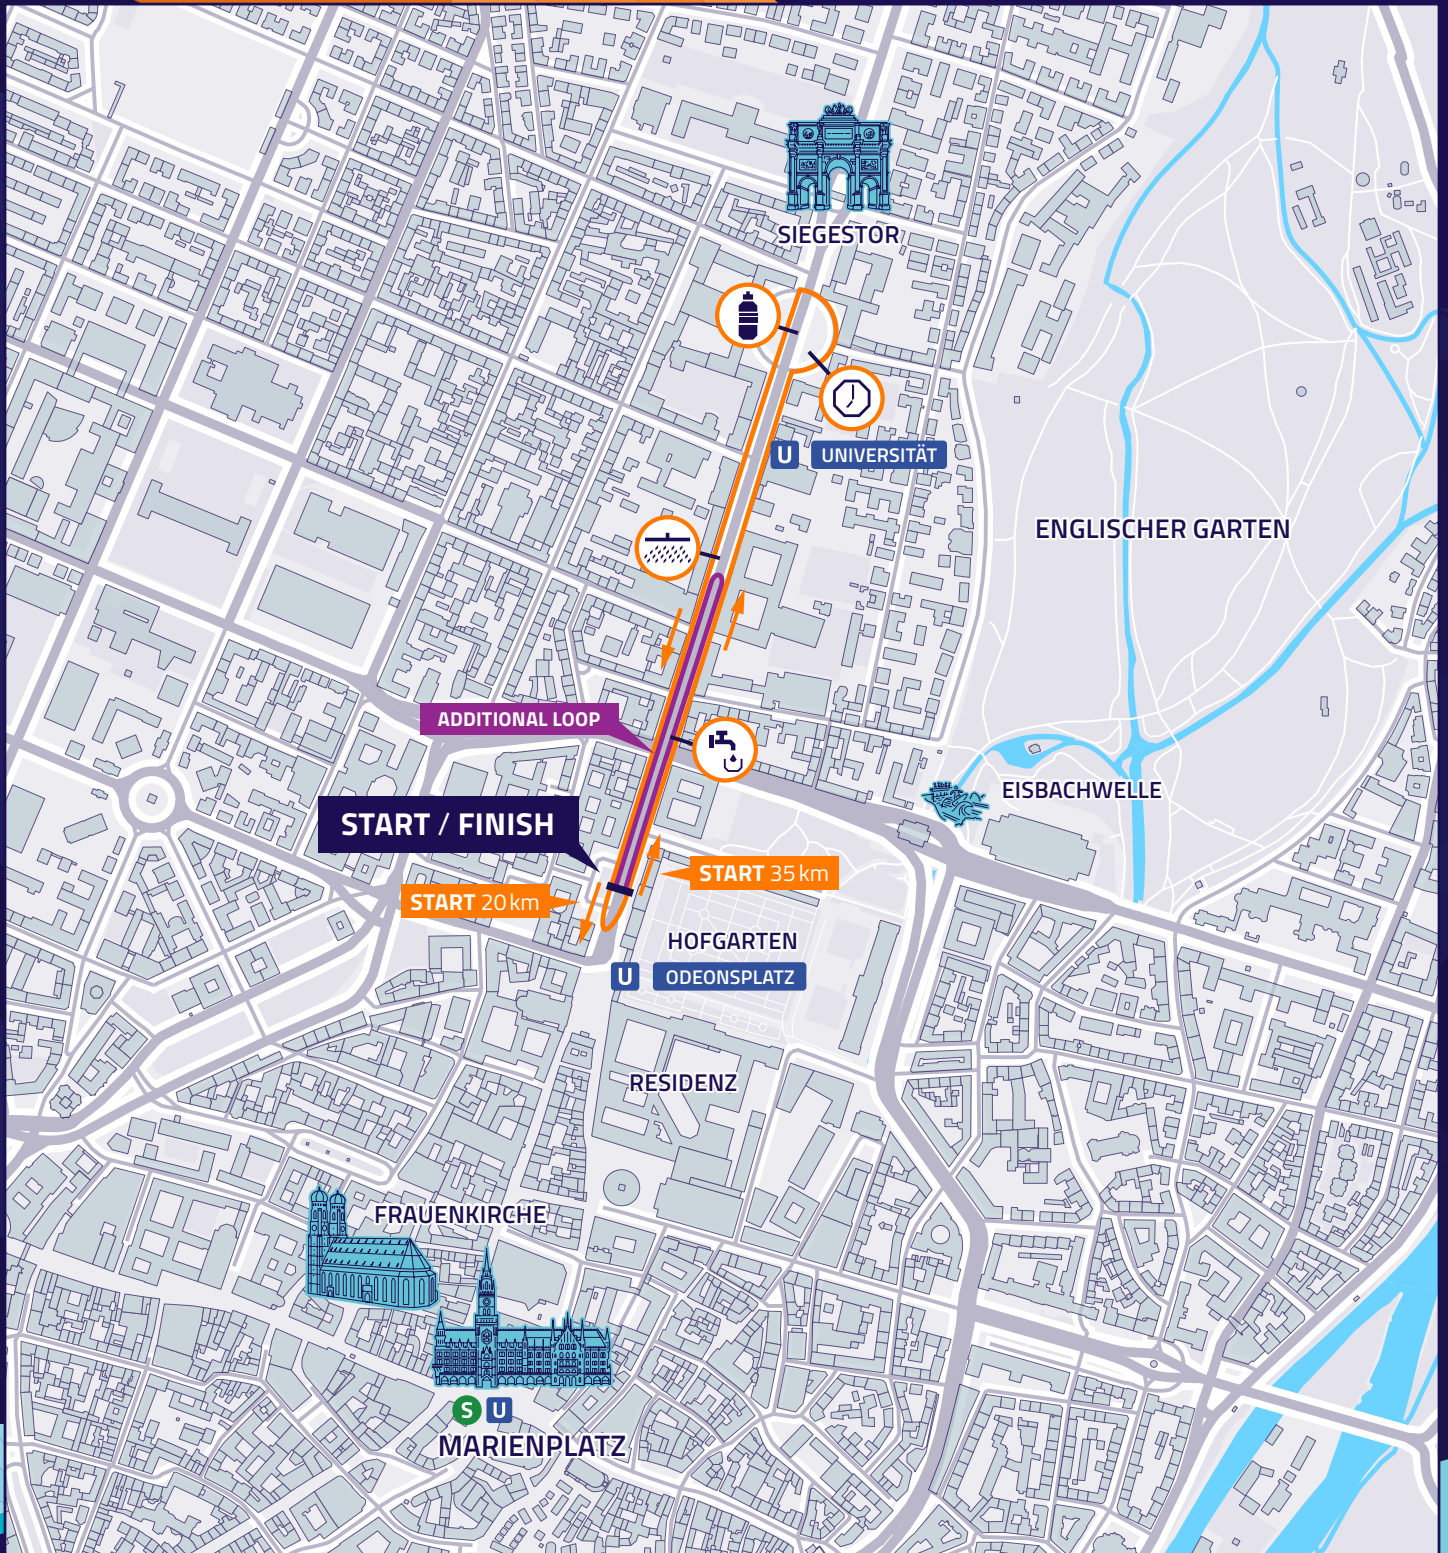 SIEGESTOR
U UNIVERSITÄT
ENGLISCHER GARTEN
ADDITIONAL LOOP
EISBACHWELLE
START / FINISH
START 35 km
START 20 km
HOFGARTEN
U ODEONSPLATZ
RESIDENZ
FRAUENKIRCHE
S U
MARIENPLATZ